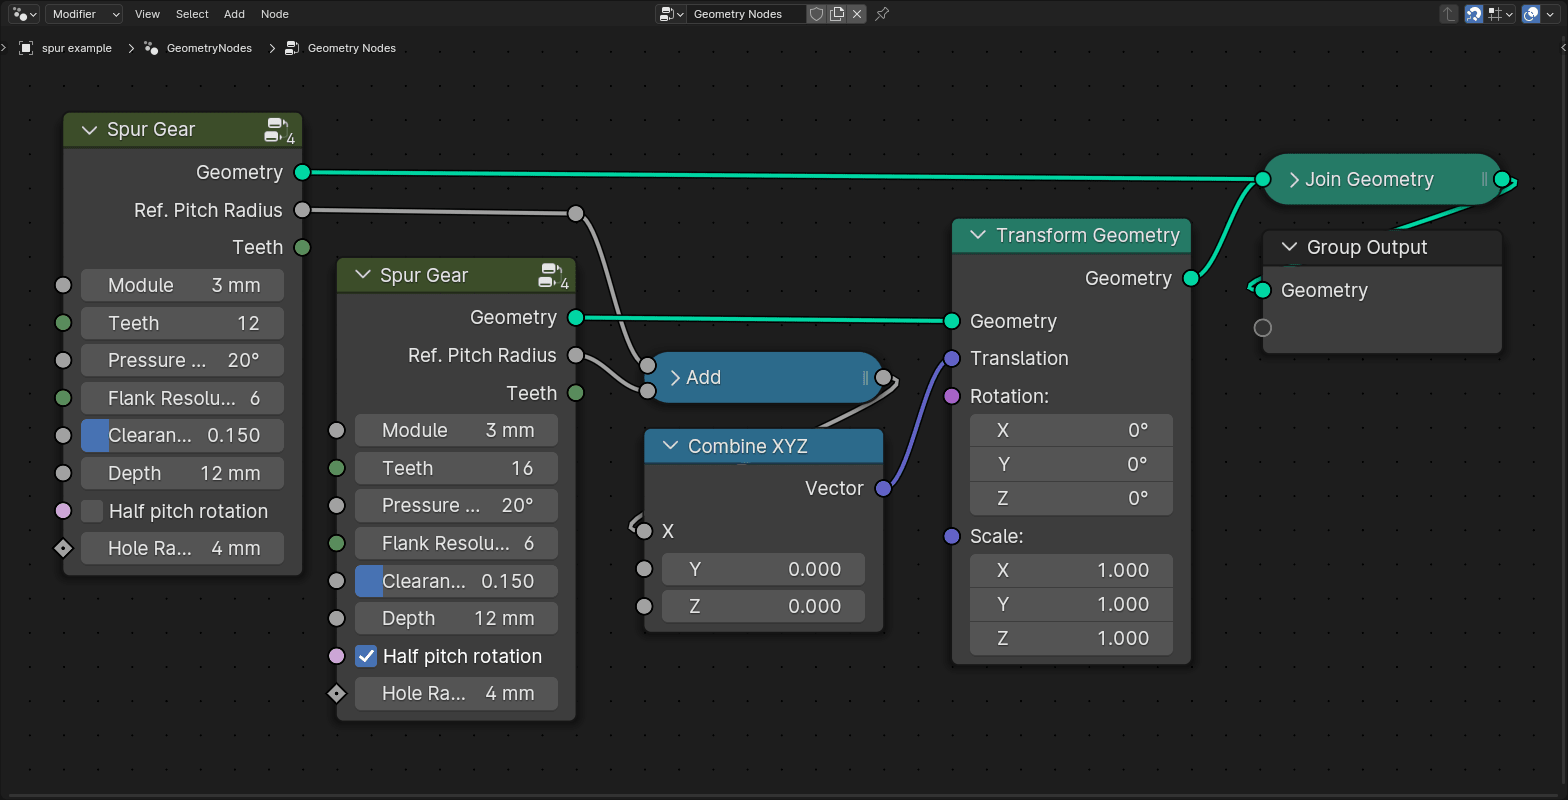 Modifier View Select Add Node Geometry Nodes
spur example GeometryNodes Geometry Nodes
Spur Gear 4
Geometry
Ref. Pitch Radius
Teeth
Module 3 mm
Teeth 12
Pressure ... 20°
Flank Resolu... 6
Clearan... 0.150
Depth 12 mm
Half pitch rotation
Hole Ra... 4 mm
Spur Gear 4
Geometry
Ref. Pitch Radius
Teeth
Module 3 mm
Teeth 16
Pressure ... 20°
Flank Resolu... 6
Clearan... 0.150
Depth 12 mm
Half pitch rotation
Hole Ra... 4 mm
Add
Combine XYZ
Vector
X
Y 0.000
Z 0.000
Transform Geometry
Geometry
Geometry
Translation
Rotation:
X 0°
Y 0°
Z 0°
Scale:
X 1.000
Y 1.000
Z 1.000
Join Geometry
Group Output
Geometry